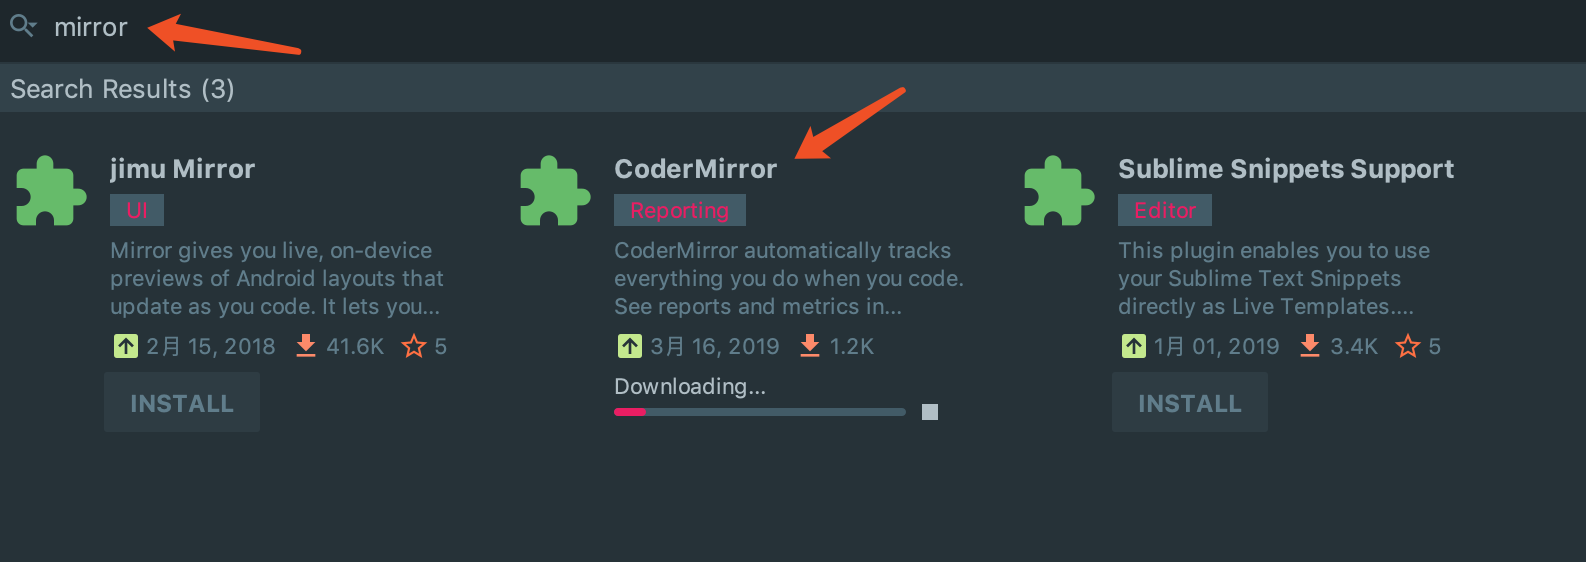 mirror
Search Results (3)
jimu Mirror
UI
Mirror gives you live, on-device
previews of Android layouts that
update as you code. It lets you...
2月 15, 2018 41.6K 5
INSTALL
CoderMirror
Reporting
CoderMirror automatically tracks
everything you do when you code.
See reports and metrics in...
3月 16, 2019 1.2K
Downloading...
Sublime Snippets Support
Editor
This plugin enables you to use
your Sublime Text Snippets
directly as Live Templates....
1月 01, 2019 3.4K 5
INSTALL